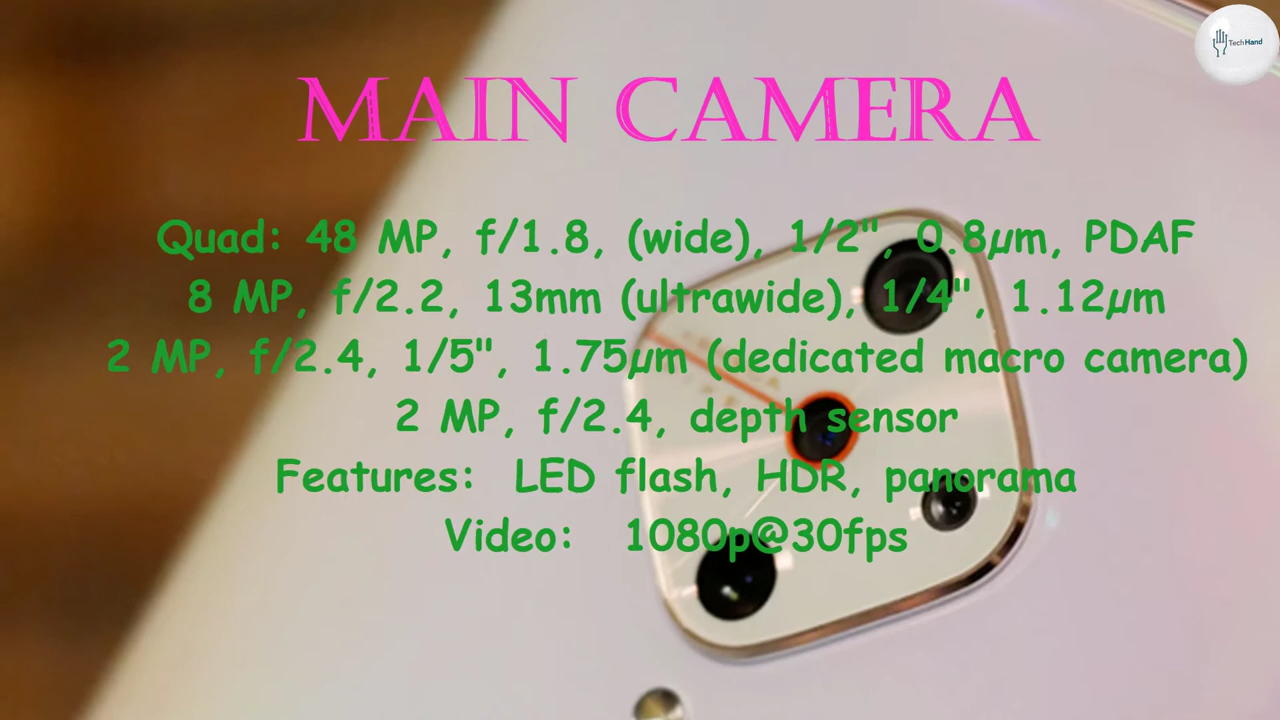 Tech Hand
MAIN CAMERA
Quad: 48 MP, f/1.8, (wide), 1/2", 0.8µm, PDAF
8 MP, f/2.2, 13mm (ultrawide), 1/4", 1.12µm
2 MP, f/2.4, 1/5", 1.75µm (dedicated macro camera)
2 MP, f/2.4, depth sensor
Features: LED flash, HDR, panorama
Video: 1080p@30fps